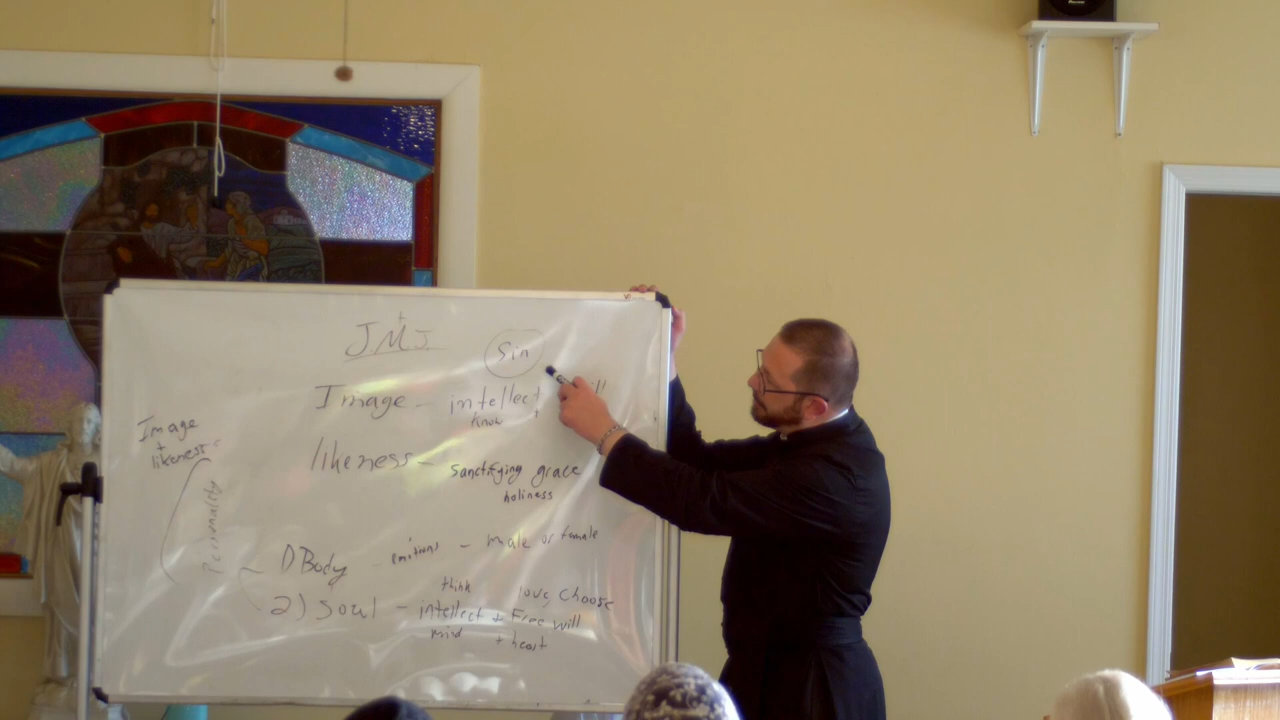 J.M.J. Sin
Image - intellect
know +
likeness - sanctifying grace
holiness
Image
+
likeness
Personality
1) Body - emotions - male or female
think love, choose
2) Soul - intellect + Free will
mind + heart